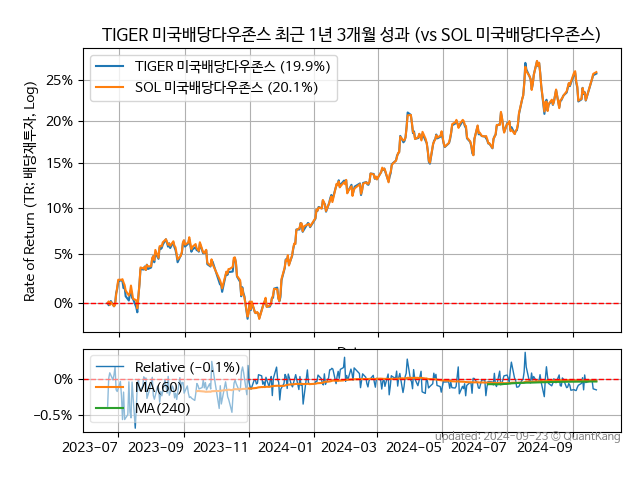 TIGER 미국배당다우존스 최근 1년 3개월 성과 (vs SOL 미국배당다우존스)
Rate of Return (TR: 배당재투자, Log)
TIGER 미국배당다우존스 (19.9%)
SOL 미국배당다우존스 (20.1%)
25%
20%
15%
10%
5%
0%
Relative (−0.1%)
MA(60)
MA(240)
0%
−0.5%
2023-07 2023-09 2023-11 2024-01 2024-03 2024-05 2024-07 2024-09
updated: 2024-09-23 © QuantKang